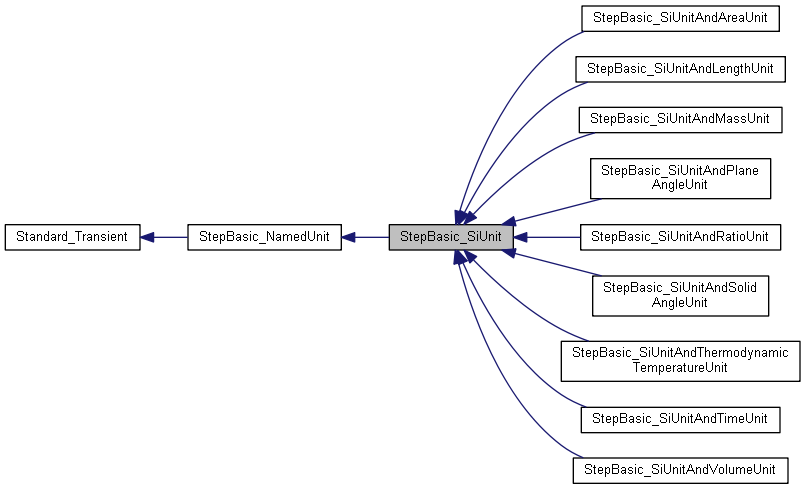 Standard_Transient
StepBasic_NamedUnit
StepBasic_SiUnit
StepBasic_SiUnitAndAreaUnit
StepBasic_SiUnitAndLengthUnit
StepBasic_SiUnitAndMassUnit
StepBasic_SiUnitAndPlane
AngleUnit
StepBasic_SiUnitAndRatioUnit
StepBasic_SiUnitAndSolid
AngleUnit
StepBasic_SiUnitAndThermodynamic
TemperatureUnit
StepBasic_SiUnitAndTimeUnit
StepBasic_SiUnitAndVolumeUnit